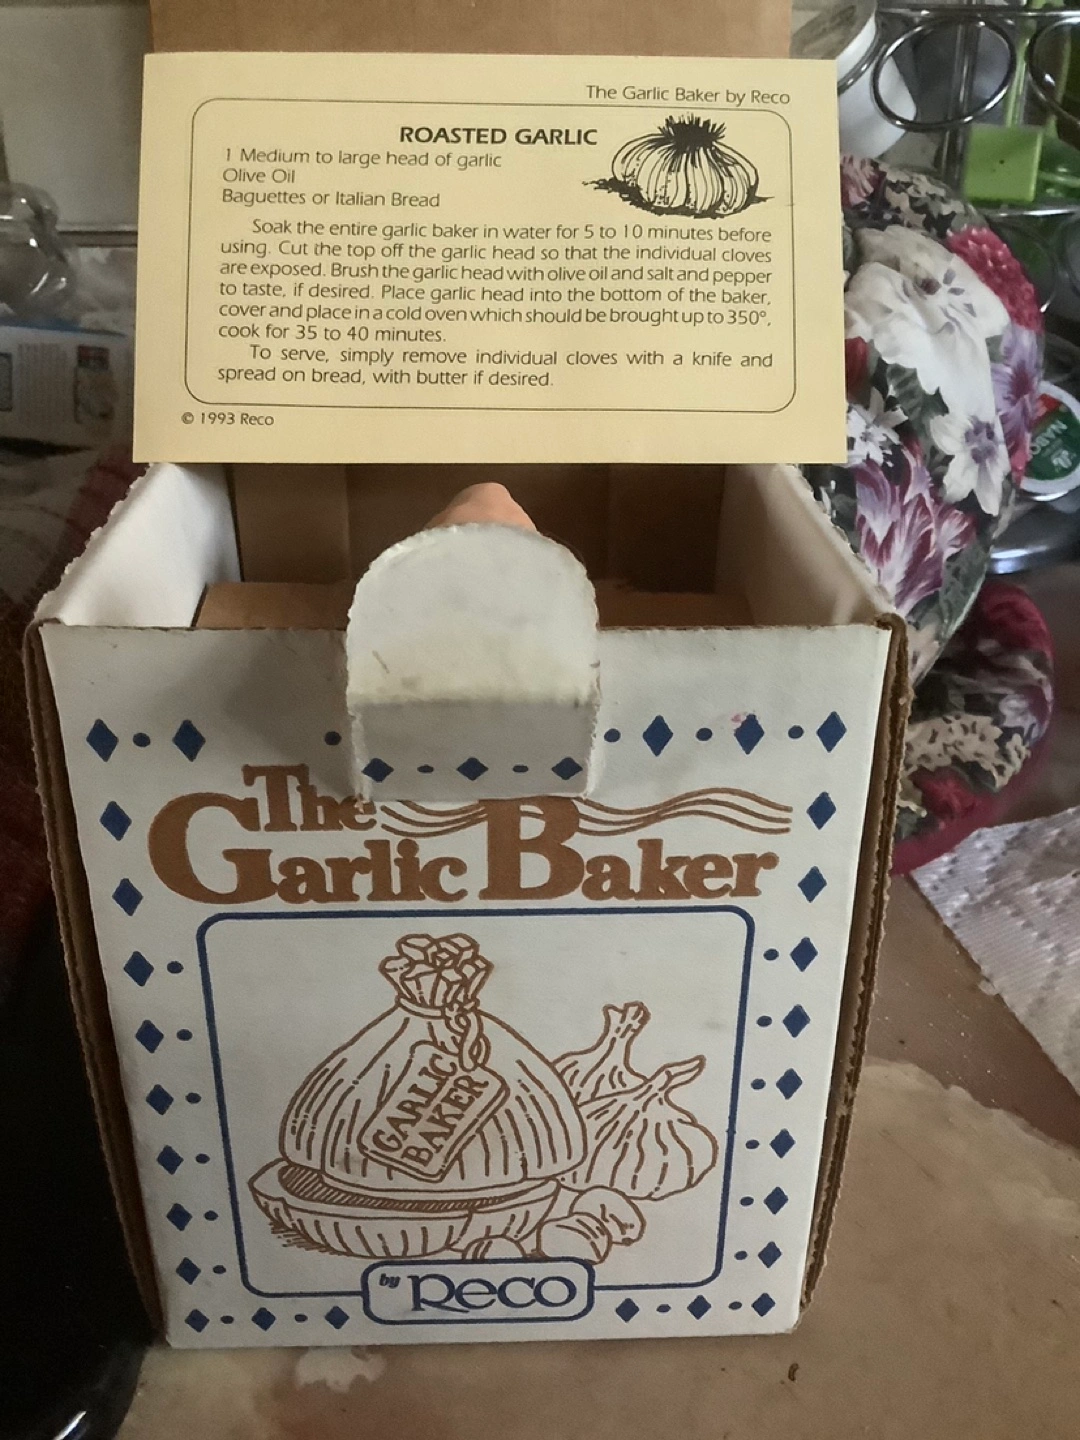 The Garlic Baker by Reco
ROASTED GARLIC
1 Medium to large head of garlic
Olive Oil
Baguettes or Italian Bread
Soak the entire garlic baker in water for 5 to 10 minutes before
using. Cut the top off the garlic head so that the individual cloves
are exposed. Brush the garlic head with olive oil and salt and pepper
to taste, if desired. Place garlic head into the bottom of the baker,
cover and place in a cold oven which should be brought up to 350°,
cook for 35 to 40 minutes.
To serve, simply remove individual cloves with a knife and
spread on bread, with butter if desired.
© 1993 Reco
The
Garlic Baker
GARLIC
BAKER
by Reco